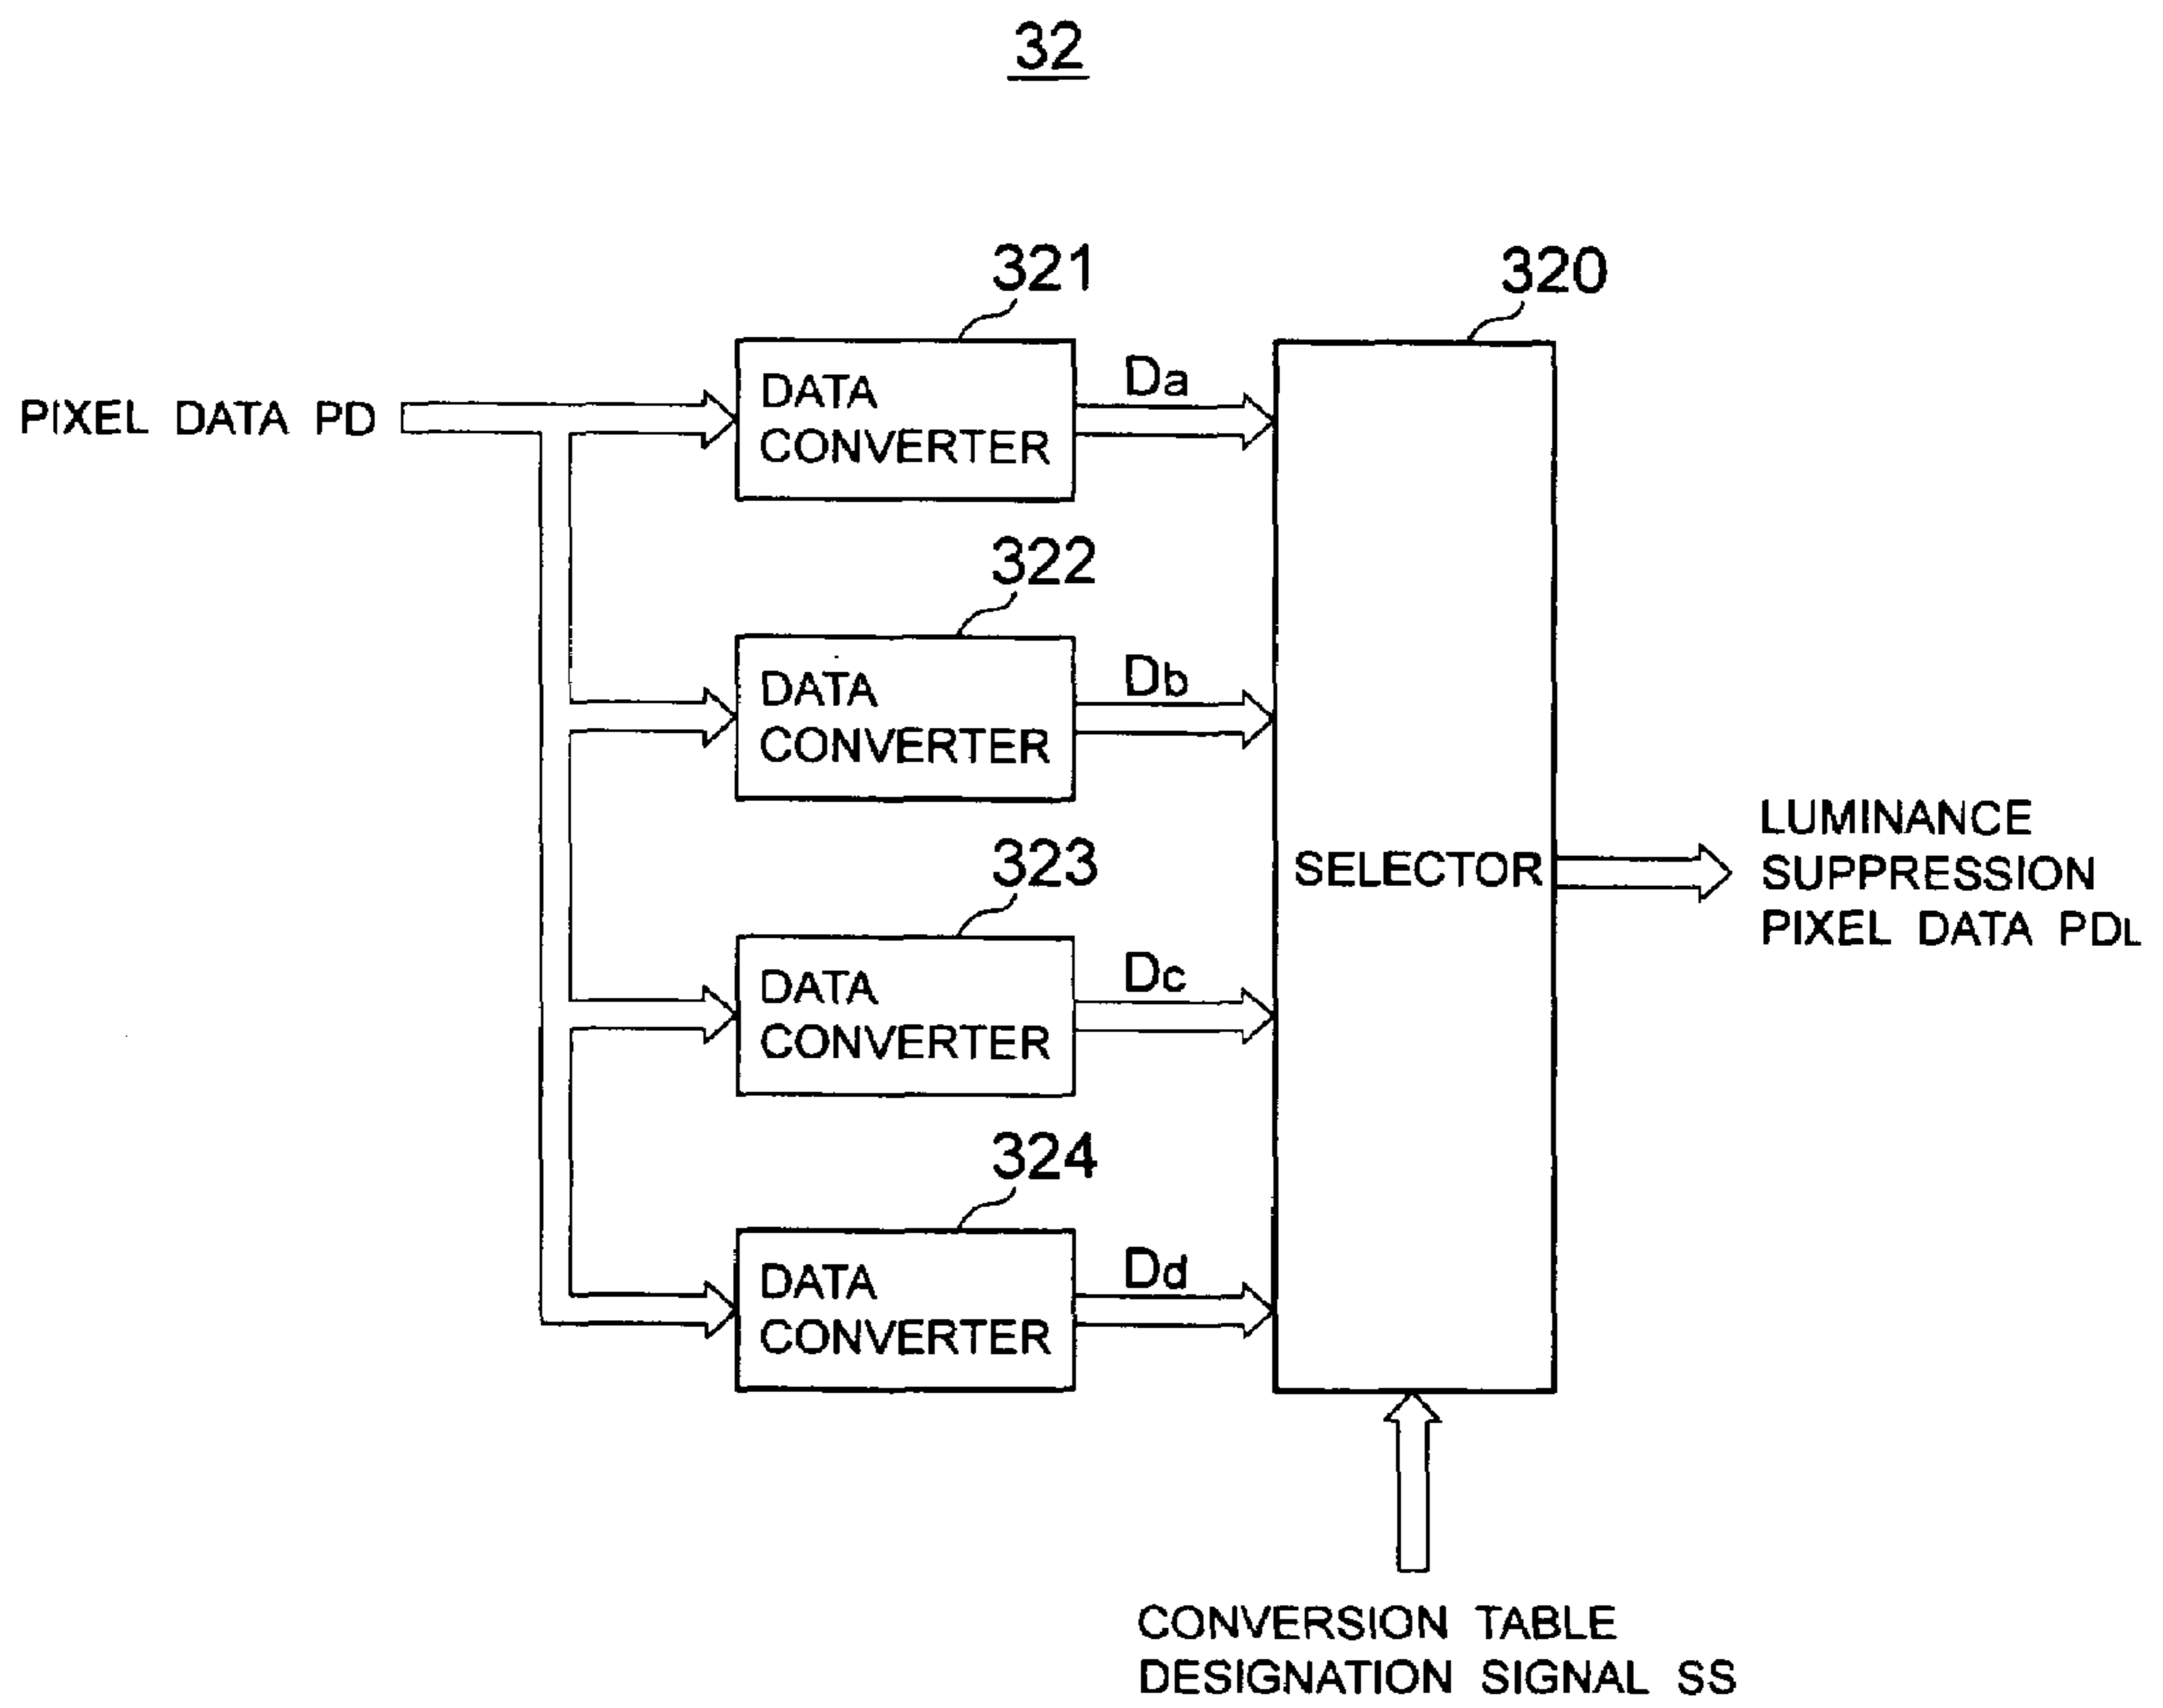 32
321
320
PIXEL DATA PD
DATA
CONVERTER
Da
322
DATA
CONVERTER
Db
323
DATA
CONVERTER
Dc
324
DATA
CONVERTER
Dd
SELECTOR
LUMINANCE
SUPPRESSION
PIXEL DATA PDL
CONVERSION TABLE
DESIGNATION SIGNAL SS